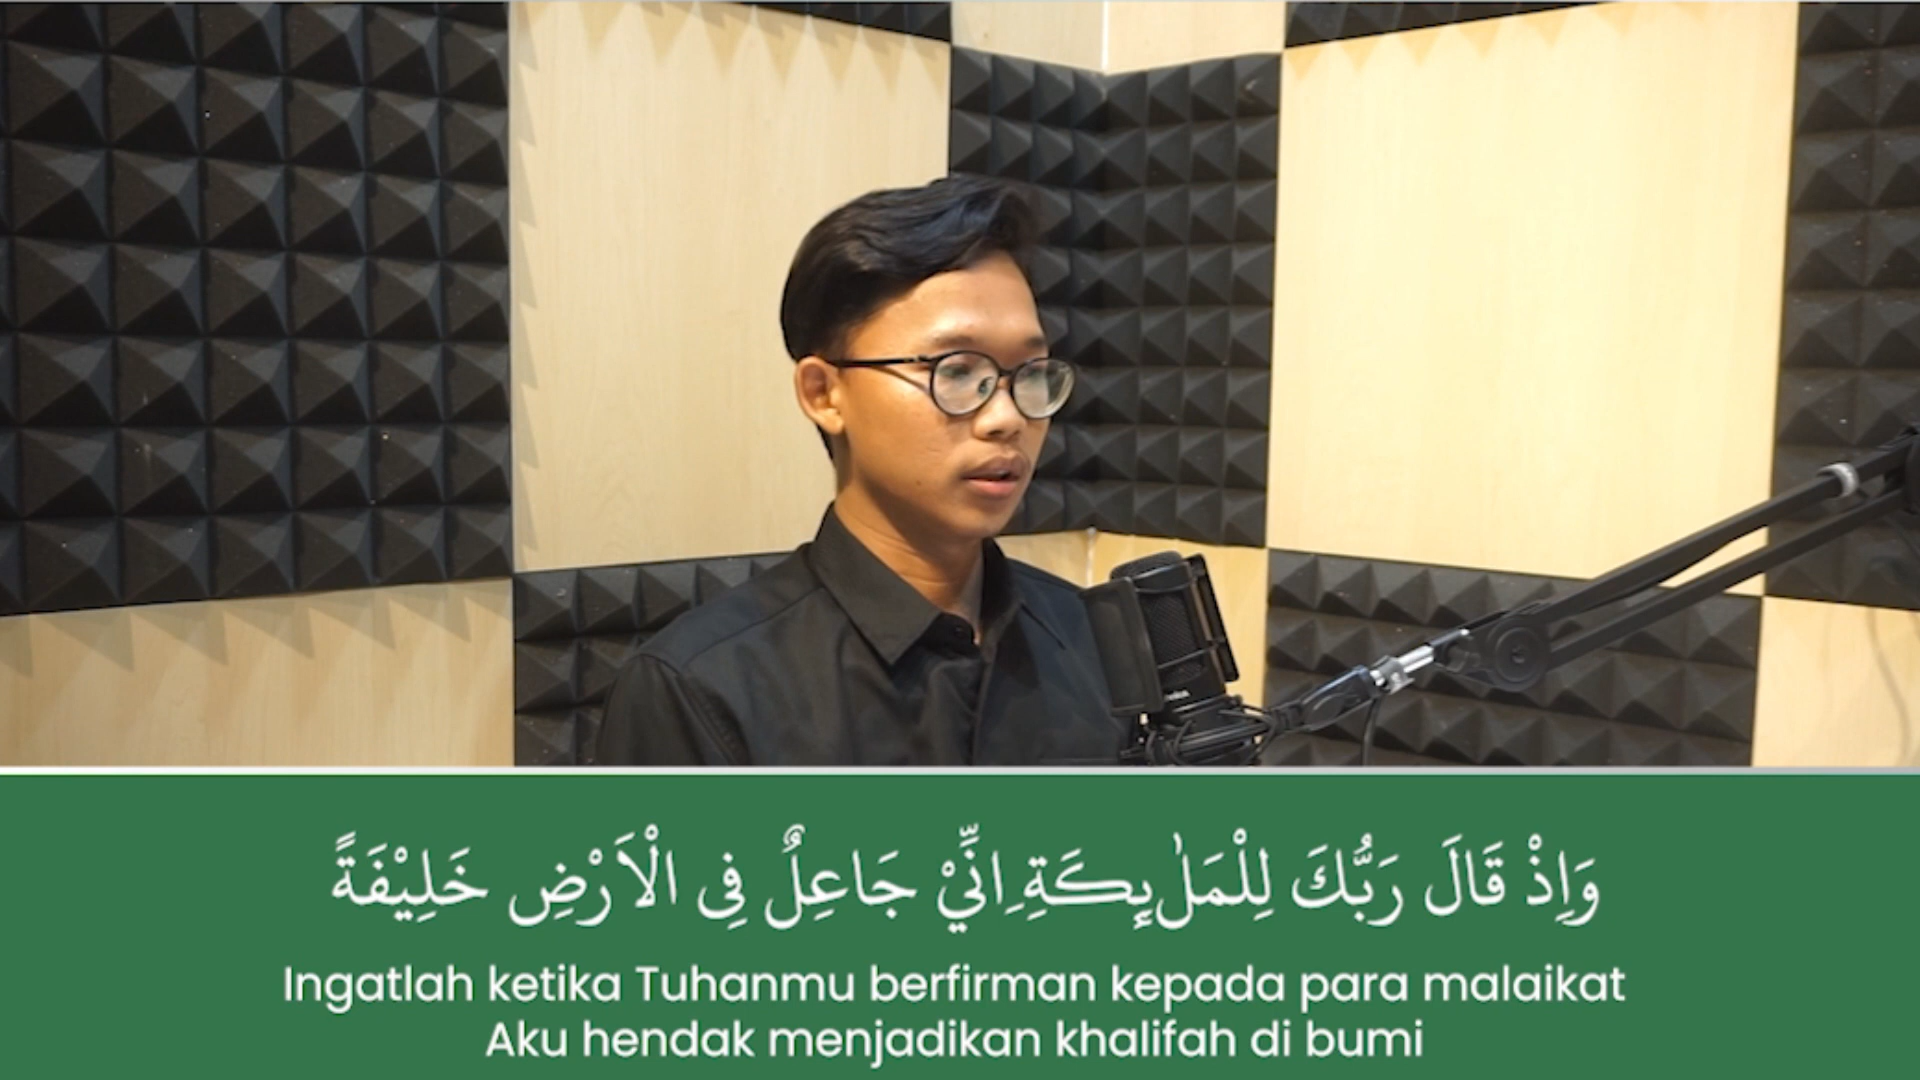 وَاِذْ قَالَ رَبُّكَ لِلْمَلٰۤىِٕكَةِ اِنِّيْ جَاعِلٌ فِى الْاَرْضِ خَلِيْفَةً
Ingatlah ketika Tuhanmu berfirman kepada para malaikat
Aku hendak menjadikan khalifah di bumi